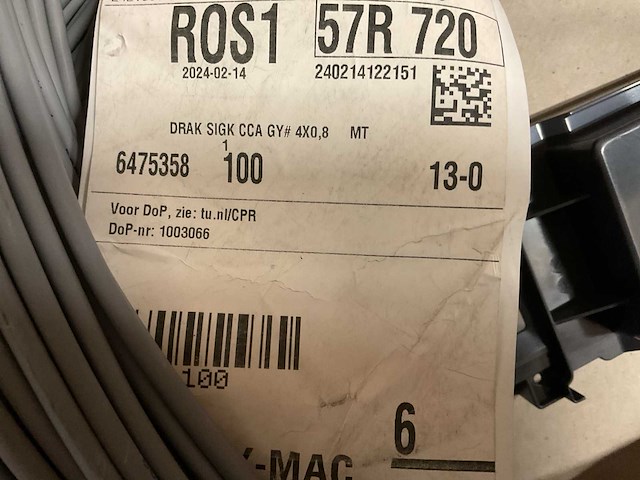 ROS1 57R 720
2024-02-14 240214122151
DRAK SIGK CCA GY# 4X0,8 MT
1
6475358 100 13-0
Voor DoP, zie: tu.nl/CPR
DoP-nr: 1003066
100
6
-MAC